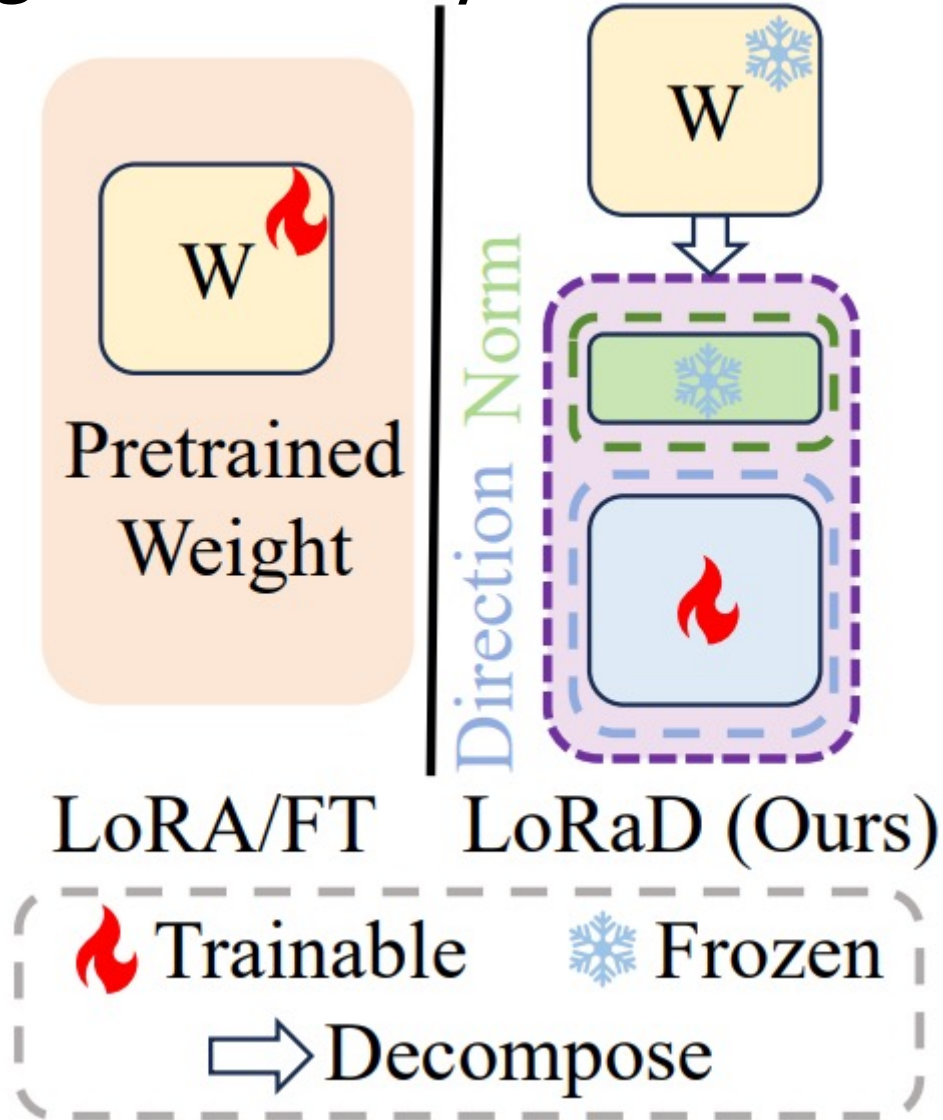 W
Pretrained
Weight
LoRA/FT
W
Norm
Direction
LoRaD (Ours)
Trainable
Frozen
Decompose